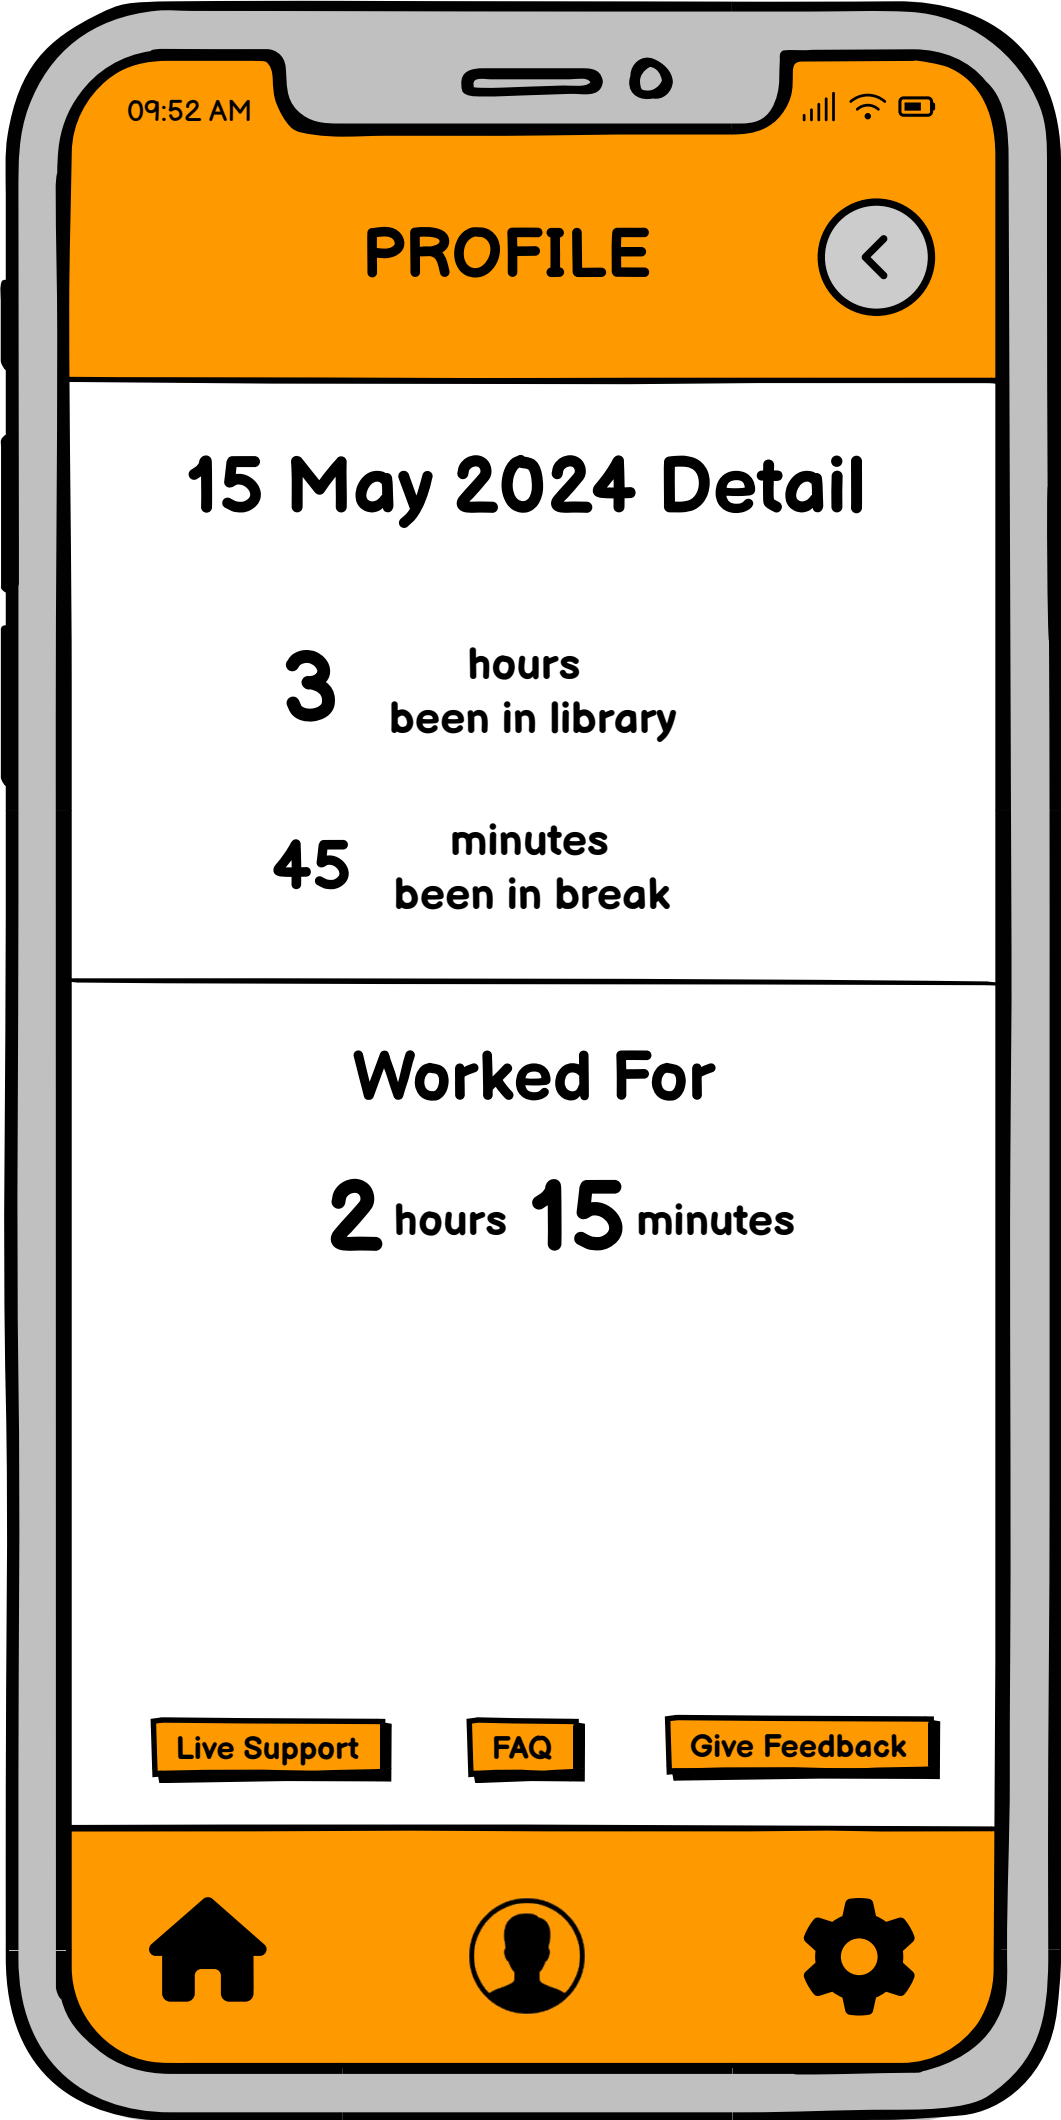 09:52 AM
PROFILE
15 May 2024 Detail
3 hours
been in library
45 minutes
been in break
Worked For
2 hours 15 minutes
Live Support FAQ Give Feedback